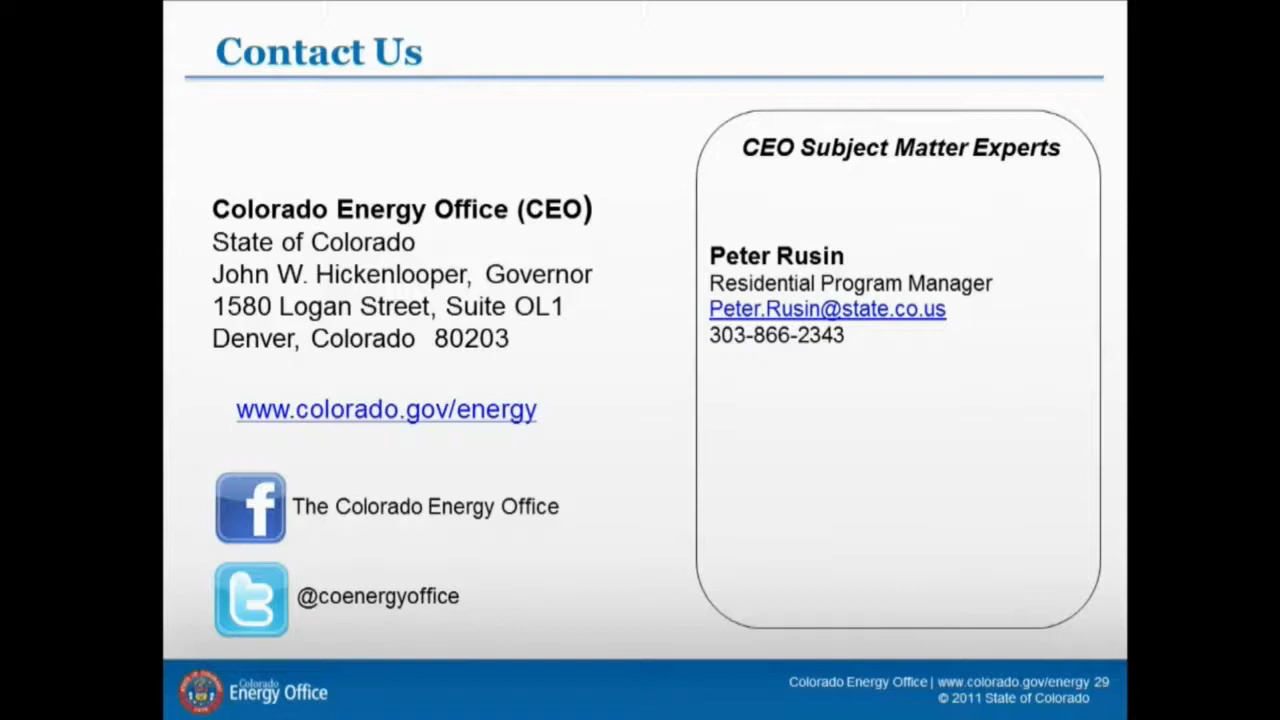 Contact Us
Colorado Energy Office (CEO)
State of Colorado
John W. Hickenlooper, Governor
1580 Logan Street, Suite OL1
Denver, Colorado 80203
www.colorado.gov/energy
The Colorado Energy Office
@coenergyoffice
CEO Subject Matter Experts
Peter Rusin
Residential Program Manager
Peter.Rusin@state.co.us
303-866-2343
Colorado
Energy Office
Colorado Energy Office | www.colorado.gov/energy 29
© 2011 State of Colorado